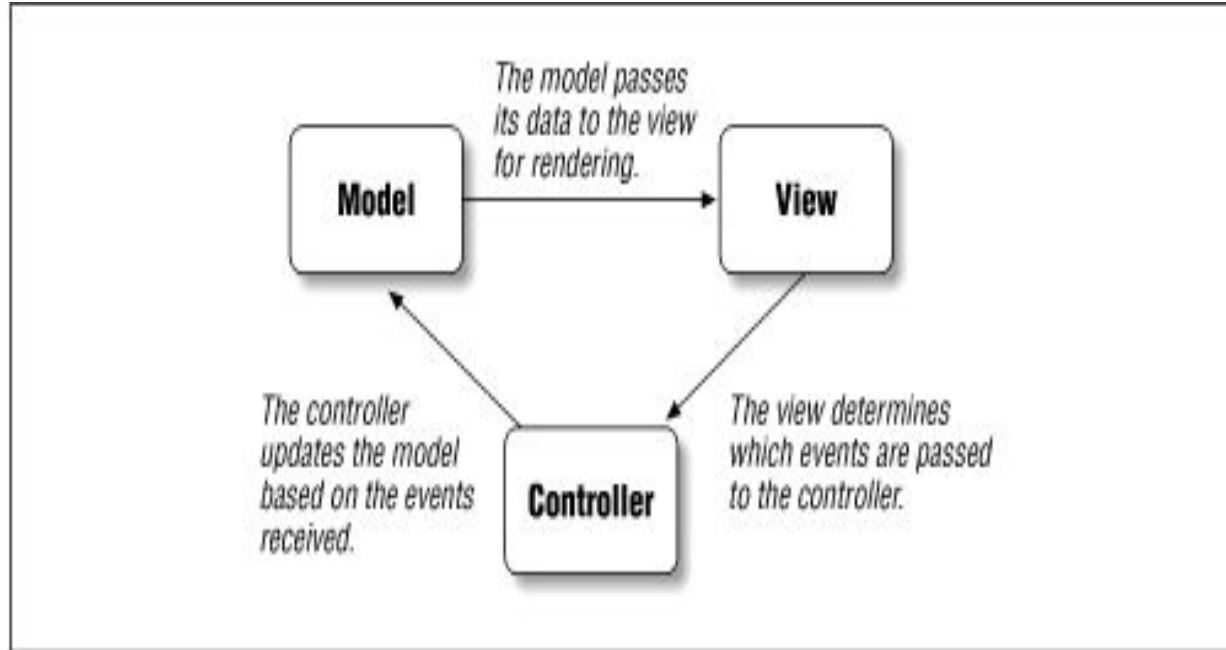 The model passes
its data to the view
for rendering.
Model
View
The controller
updates the model
based on the events
received.
Controller
The view determines
which events are passed
to the controller.